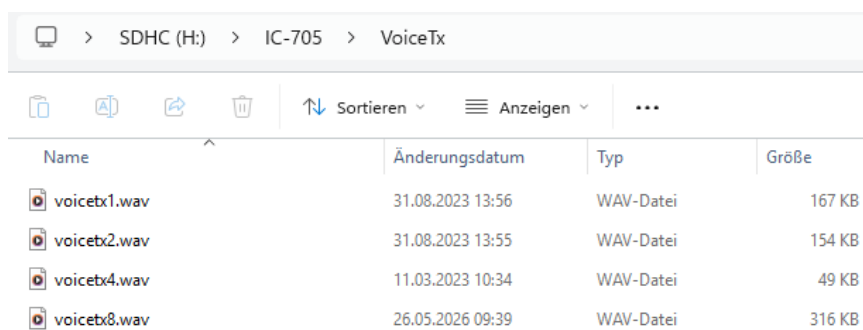 SDHC (H:) > IC-705 > VoiceTx
Sortieren Anzeigen ...
Name Änderungsdatum Typ Größe
voicetx1.wav 31.08.2023 13:56 WAV-Datei 167 KB
voicetx2.wav 31.08.2023 13:55 WAV-Datei 154 KB
voicetx4.wav 11.03.2023 10:34 WAV-Datei 49 KB
voicetx8.wav 26.05.2026 09:39 WAV-Datei 316 KB